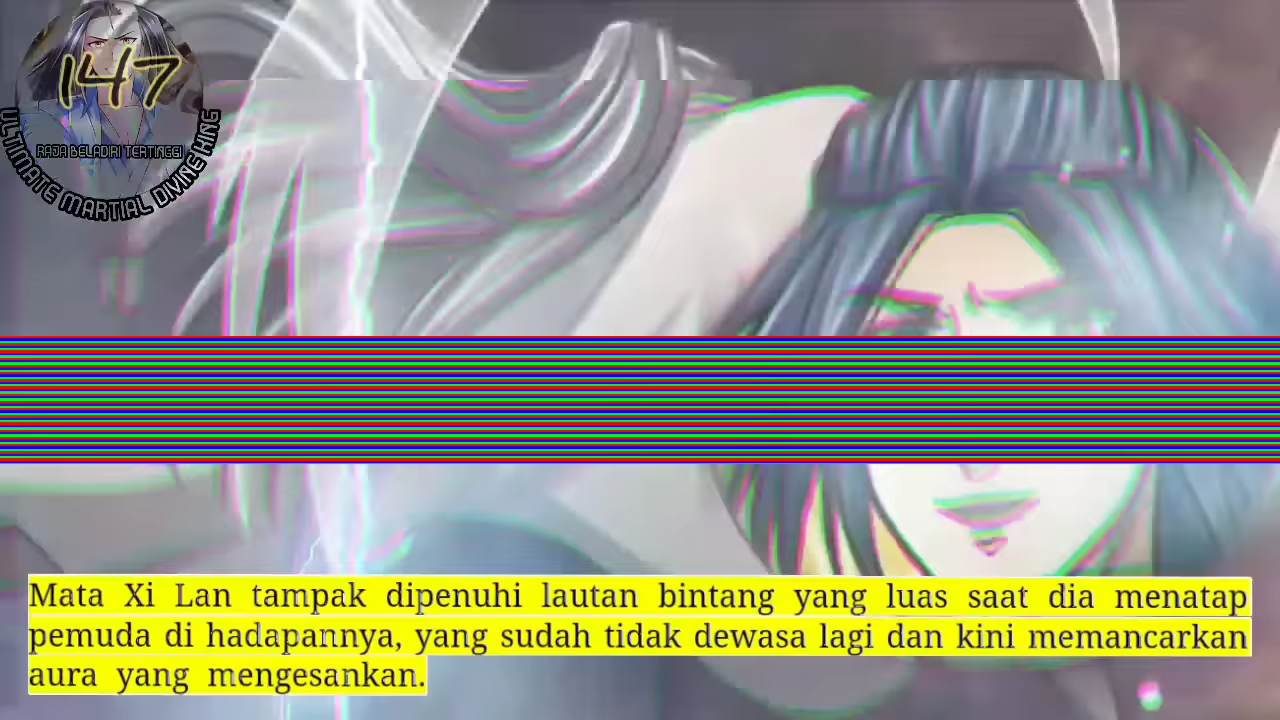 147
RAJA BELADIRI TERTINGGI
ULTIMATE MARTIAL DIVINE KING
Mata Xi Lan tampak dipenuhi lautan bintang yang luas saat dia menatap
pemuda di hadapannya, yang sudah tidak dewasa lagi dan kini memancarkan
aura yang mengesankan.